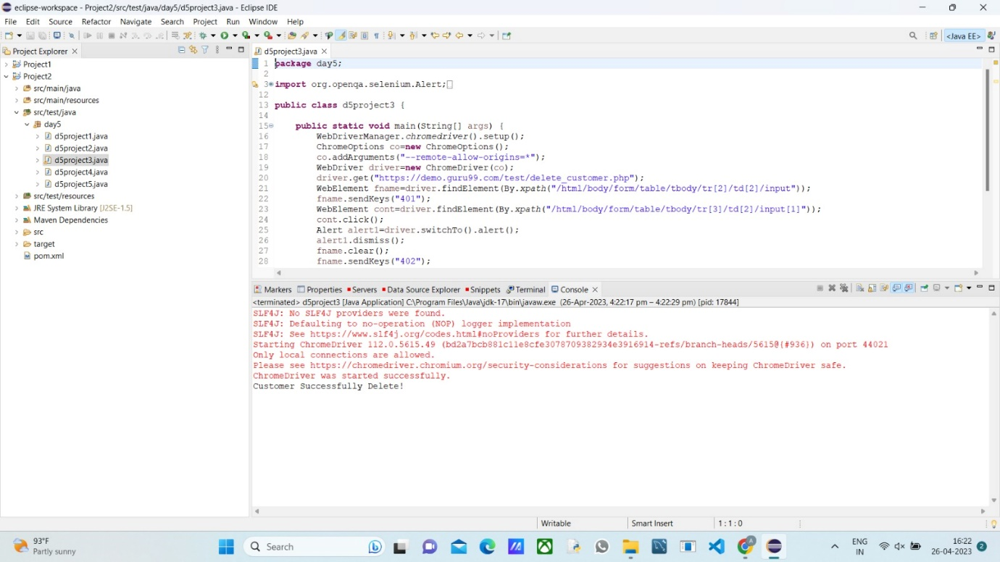 eclipse-workspace - Project2/src/test/java/day5/d5project3.java - Eclipse IDE
File Edit Source Refactor Navigate Search Project Run Window Help
<Java EE>
Project Explorer
Project1
Project2
src/main/java
src/main/resources
src/test/java
day5
d5project1.java
d5project2.java
d5project3.java
d5project4.java
d5project5.java
src/test/resources
JRE System Library [J2SE-1.5]
Maven Dependencies
src
target
pom.xml
d5project3.java
1 package day5;
2
3 import org.openqa.selenium.Alert;
12
13 public class d5project3 {
14
15 public static void main(String[] args) {
16 WebDriverManager.chromedriver().setup();
17 ChromeOptions co=new ChromeOptions();
18 co.addArguments("--remote-allow-origins=*");
19 WebDriver driver=new ChromeDriver(co);
20 driver.get("https://demo.guru99.com/test/delete_customer.php");
21 WebElement fname=driver.findElement(By.xpath("/html/body/form/table/tbody/tr[2]/td[2]/input"));
22 fname.sendKeys("401");
23 WebElement cont=driver.findElement(By.xpath("/html/body/form/table/tbody/tr[3]/td[2]/input[1]"));
24 cont.click();
25 Alert alert1=driver.switchTo().alert();
26 alert1.dismiss();
27 fname.clear();
28 fname.sendKeys("402");
Markers Properties Servers Data Source Explorer Snippets Terminal Console
<terminated> d5project3 [Java Application] C:\Program Files\Java\jdk-17\bin\javaw.exe (26-Apr-2023, 4:22:17 pm – 4:22:29 pm) [pid: 17844]
SLF4J: No SLF4J providers were found.
SLF4J: Defaulting to no-operation (NOP) logger implementation
SLF4J: See https://www.slf4j.org/codes.html#noProviders for further details.
Starting ChromeDriver 112.0.5615.49 (bd2a7bcb881c11e8cfe3078709382934e3916914-refs/branch-heads/5615@{#936}) on port 44021
Only local connections are allowed.
Please see https://chromedriver.chromium.org/security-considerations for suggestions on keeping ChromeDriver safe.
ChromeDriver was started successfully.
Customer Successfully Delete!
Writable Smart Insert 1 : 1 : 0
93°F
Partly sunny
Search
ENG
IN
16:22
26-04-2023
2